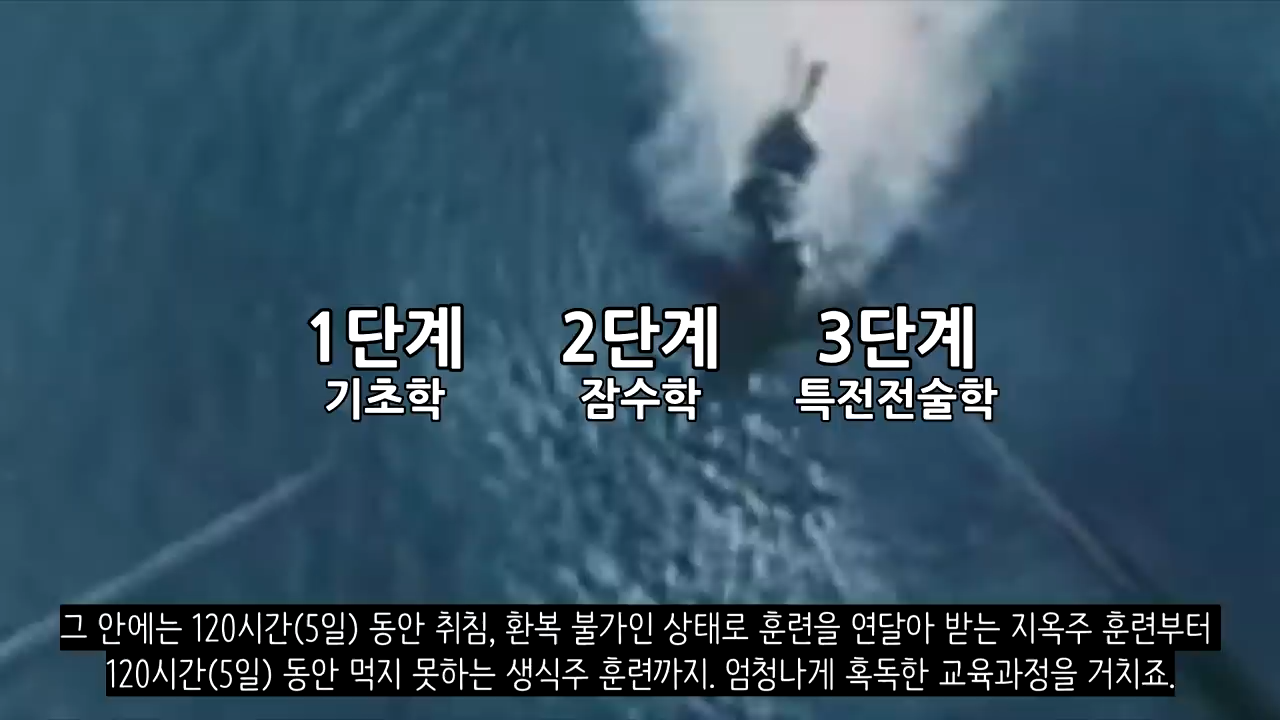 1단계 2단계 3단계
기초학 잠수학 특전전술학
그 안에는 120시간(5일) 동안 취침, 환복 불가인 상태로 훈련을 연달아 받는 지옥주 훈련부터
120시간(5일) 동안 먹지 못하는 생식주 훈련까지. 엄청나게 혹독한 교육과정을 거치죠.